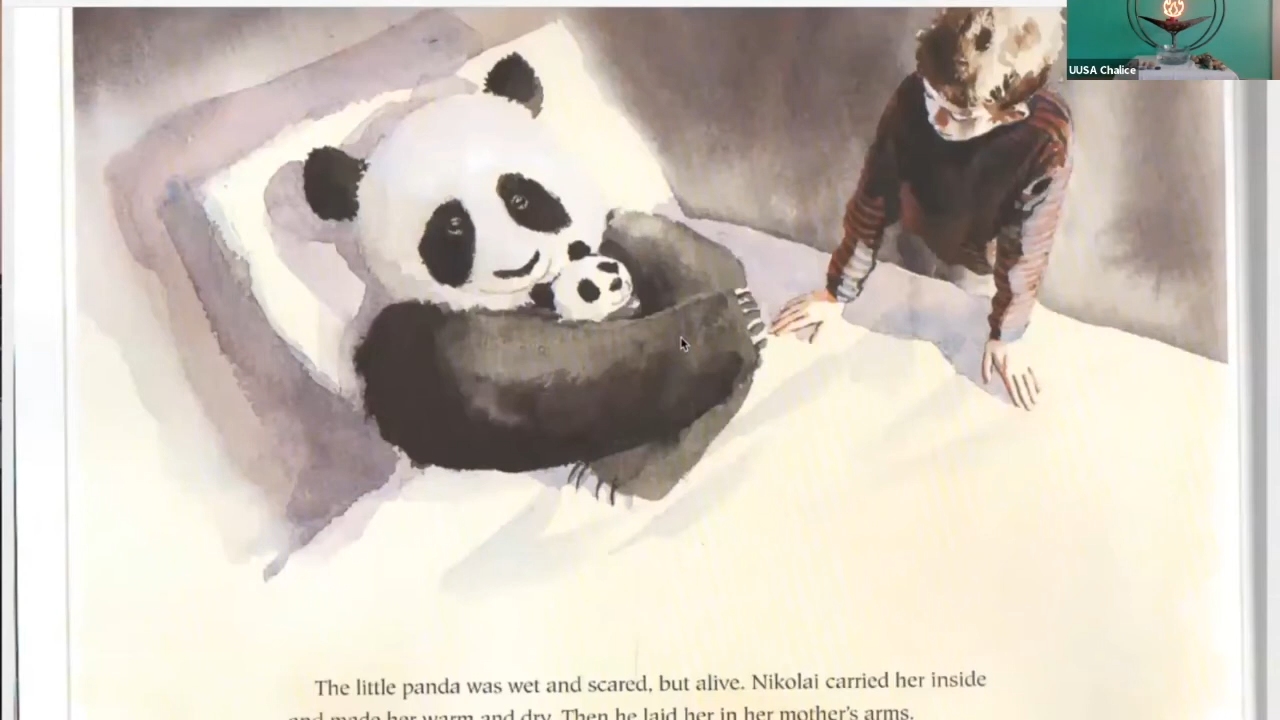 UUSA Chalice
The little panda was wet and scared, but alive. Nikolai carried her inside
and made her warm and dry. Then he laid her in her mother's arms.